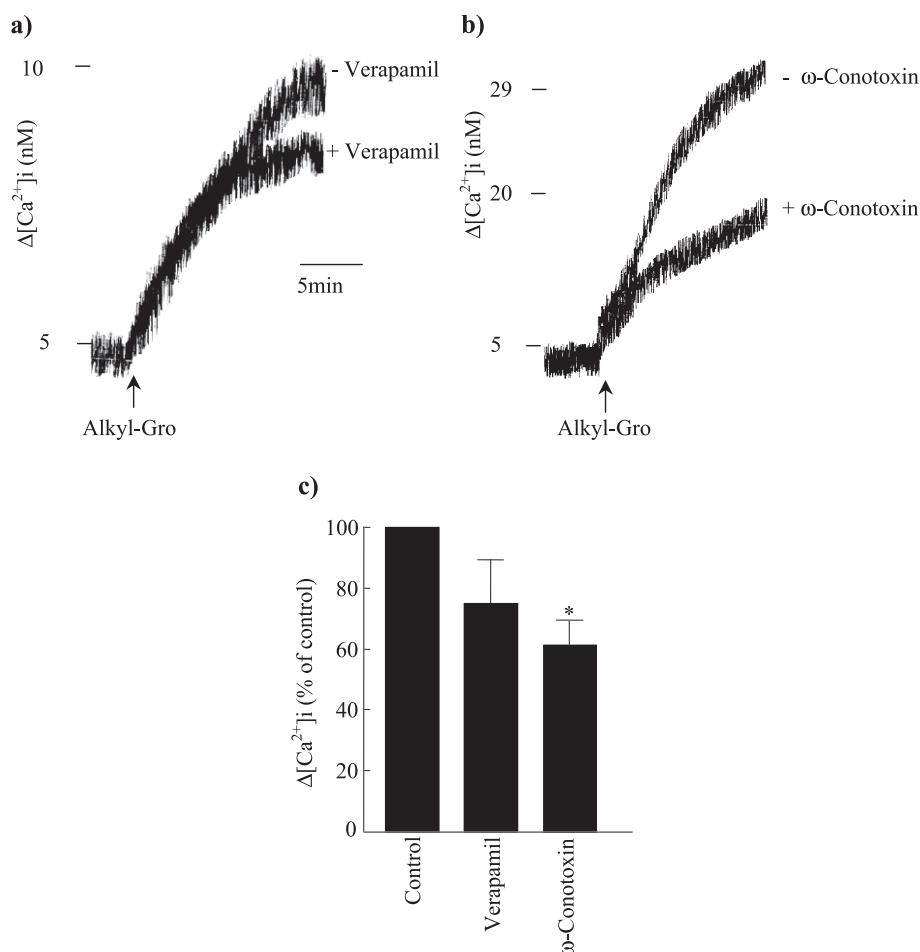 a)
10
- Verapamil
+ Verapamil
Δ[Ca²⁺]i (nM)
5min
5
Alkyl-Gro
b)
29
- ω-Conotoxin
20
+ ω-Conotoxin
Δ[Ca²⁺]i (nM)
5
Alkyl-Gro
c)
100
80
60
40
20
0
Δ[Ca²⁺]i (% of control)
*
Control
Verapamil
ω-Conotoxin